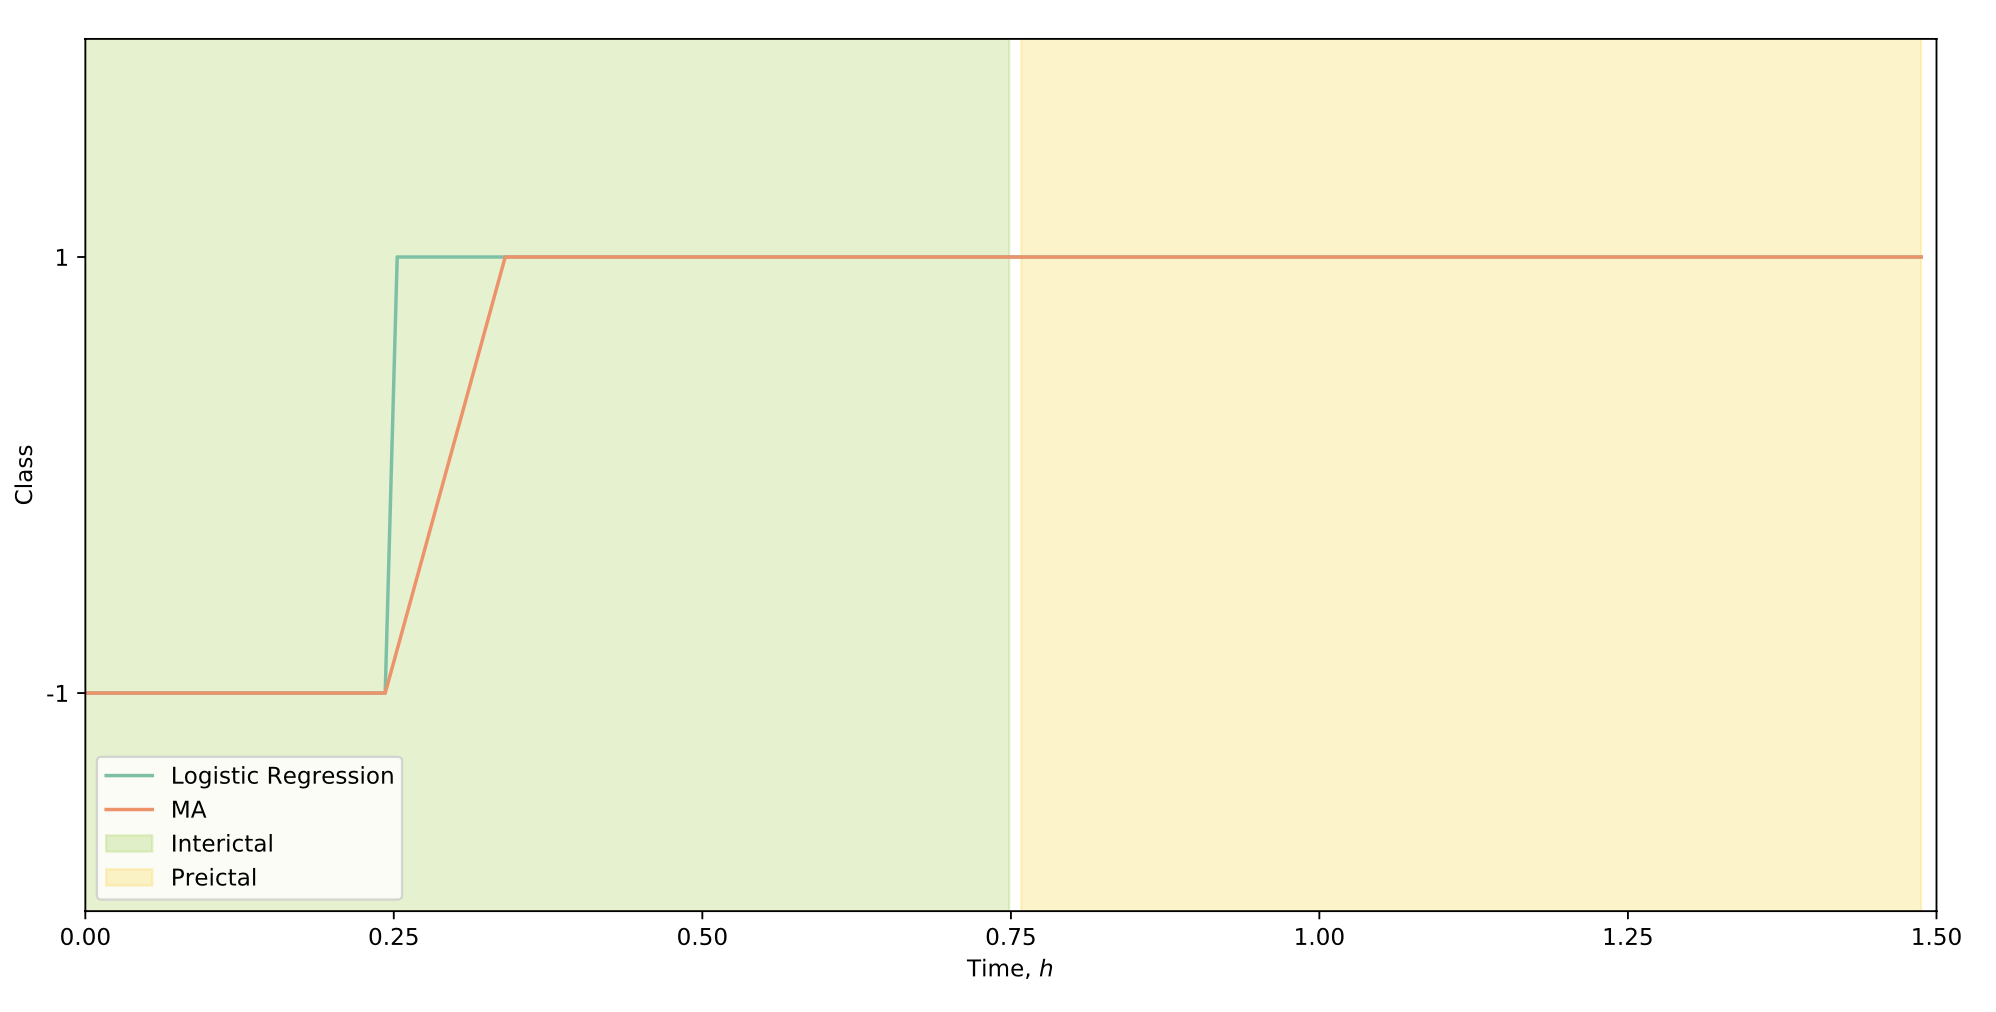 1
-1
Class
Logistic Regression
MA
Interictal
Preictal
0.00 0.25 0.50 0.75 1.00 1.25 1.50
Time, h